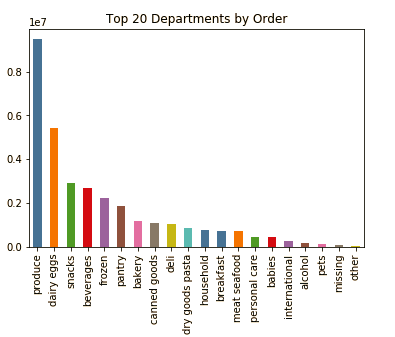 Top 20 Departments by Order
1e7
0.8
0.6
0.4
0.2
0.0
produce
dairy eggs
snacks
beverages
frozen
pantry
bakery
canned goods
deli
dry goods pasta
household
breakfast
meat seafood
personal care
babies
international
alcohol
pets
missing
other